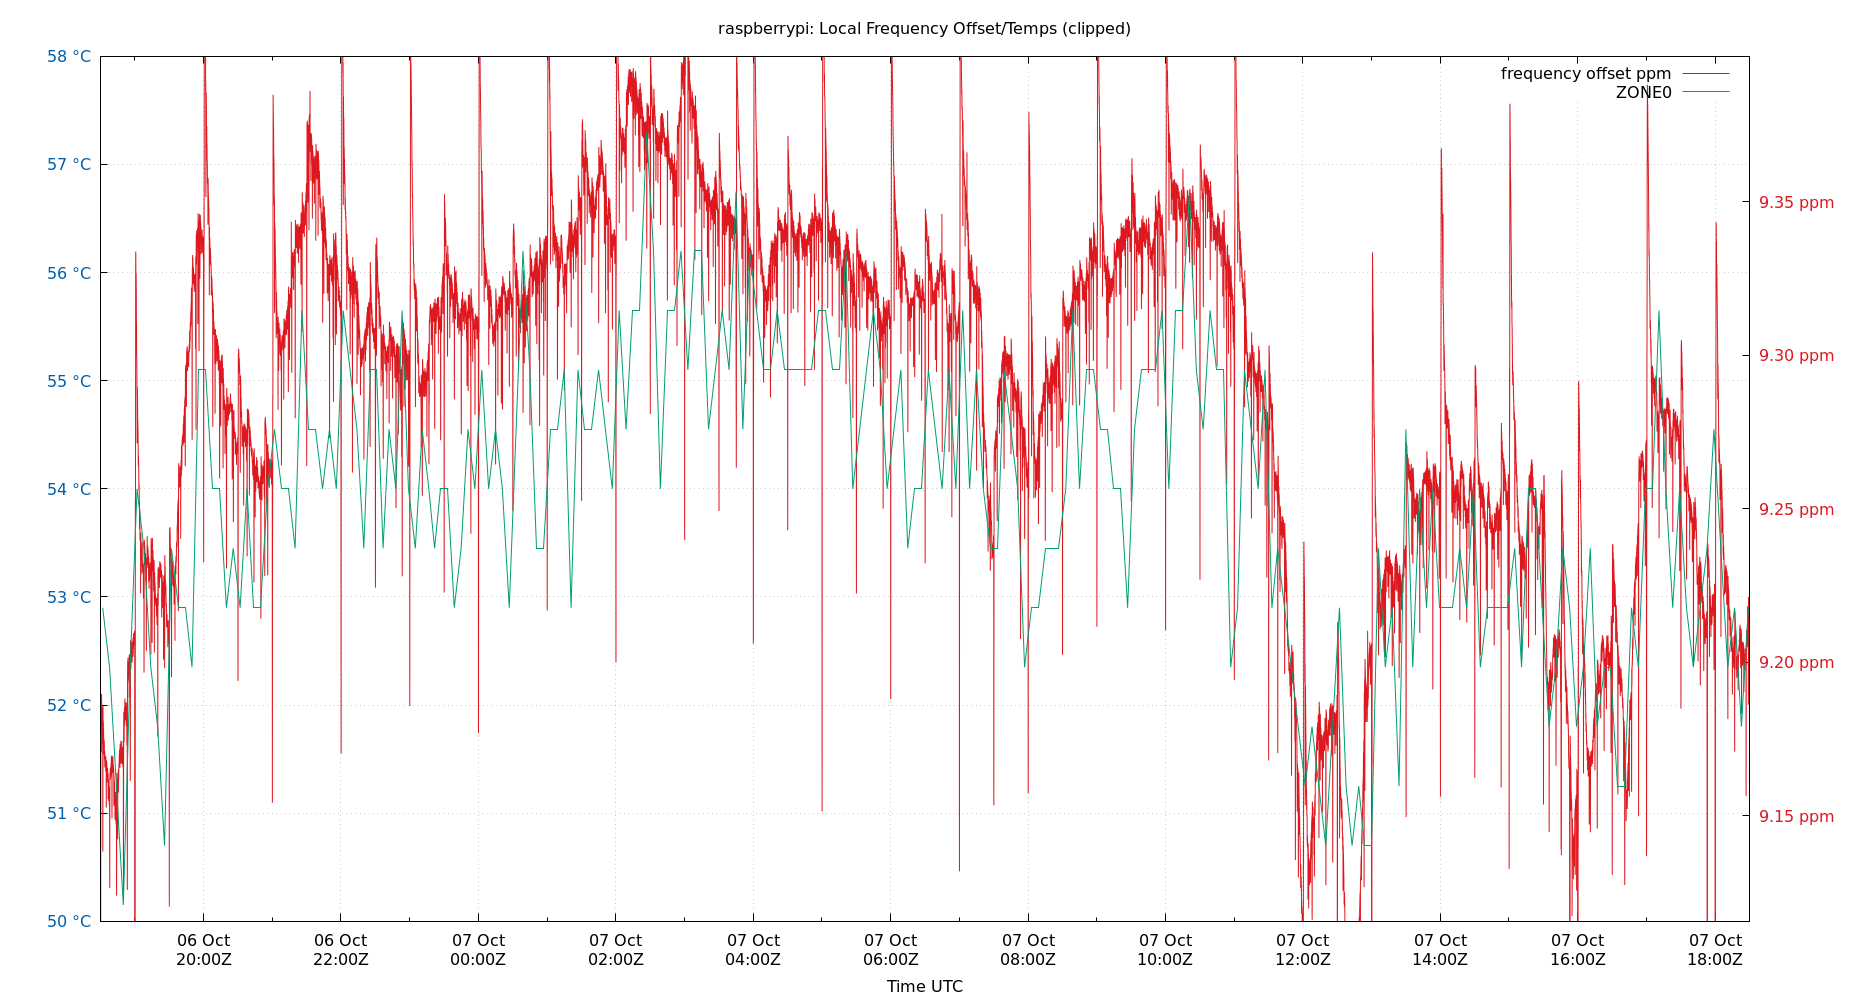 raspberrypi: Local Frequency Offset/Temps (clipped)
58 °C
57 °C
56 °C
55 °C
54 °C
53 °C
52 °C
51 °C
50 °C
frequency offset ppm
ZONE0
9.35 ppm
9.30 ppm
9.25 ppm
9.20 ppm
9.15 ppm
06 Oct
20:00Z
06 Oct
22:00Z
07 Oct
00:00Z
07 Oct
02:00Z
07 Oct
04:00Z
07 Oct
06:00Z
07 Oct
08:00Z
07 Oct
10:00Z
07 Oct
12:00Z
07 Oct
14:00Z
07 Oct
16:00Z
07 Oct
18:00Z
Time UTC